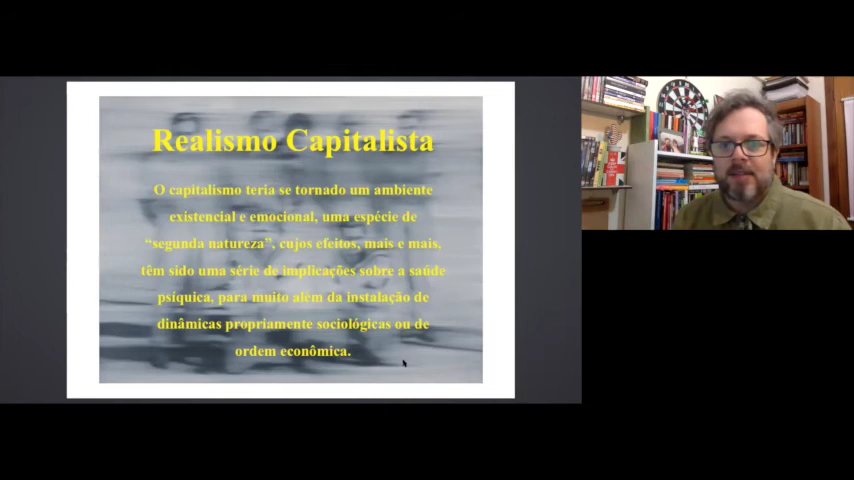 Realismo Capitalista
O capitalismo teria se tornado um ambiente
existencial e emocional, uma espécie de
“segunda natureza”, cujos efeitos, mais e mais,
têm sido uma série de implicações sobre a saúde
psíquica, para muito além da instalação de
dinâmicas propriamente sociológicas ou de
ordem econômica.